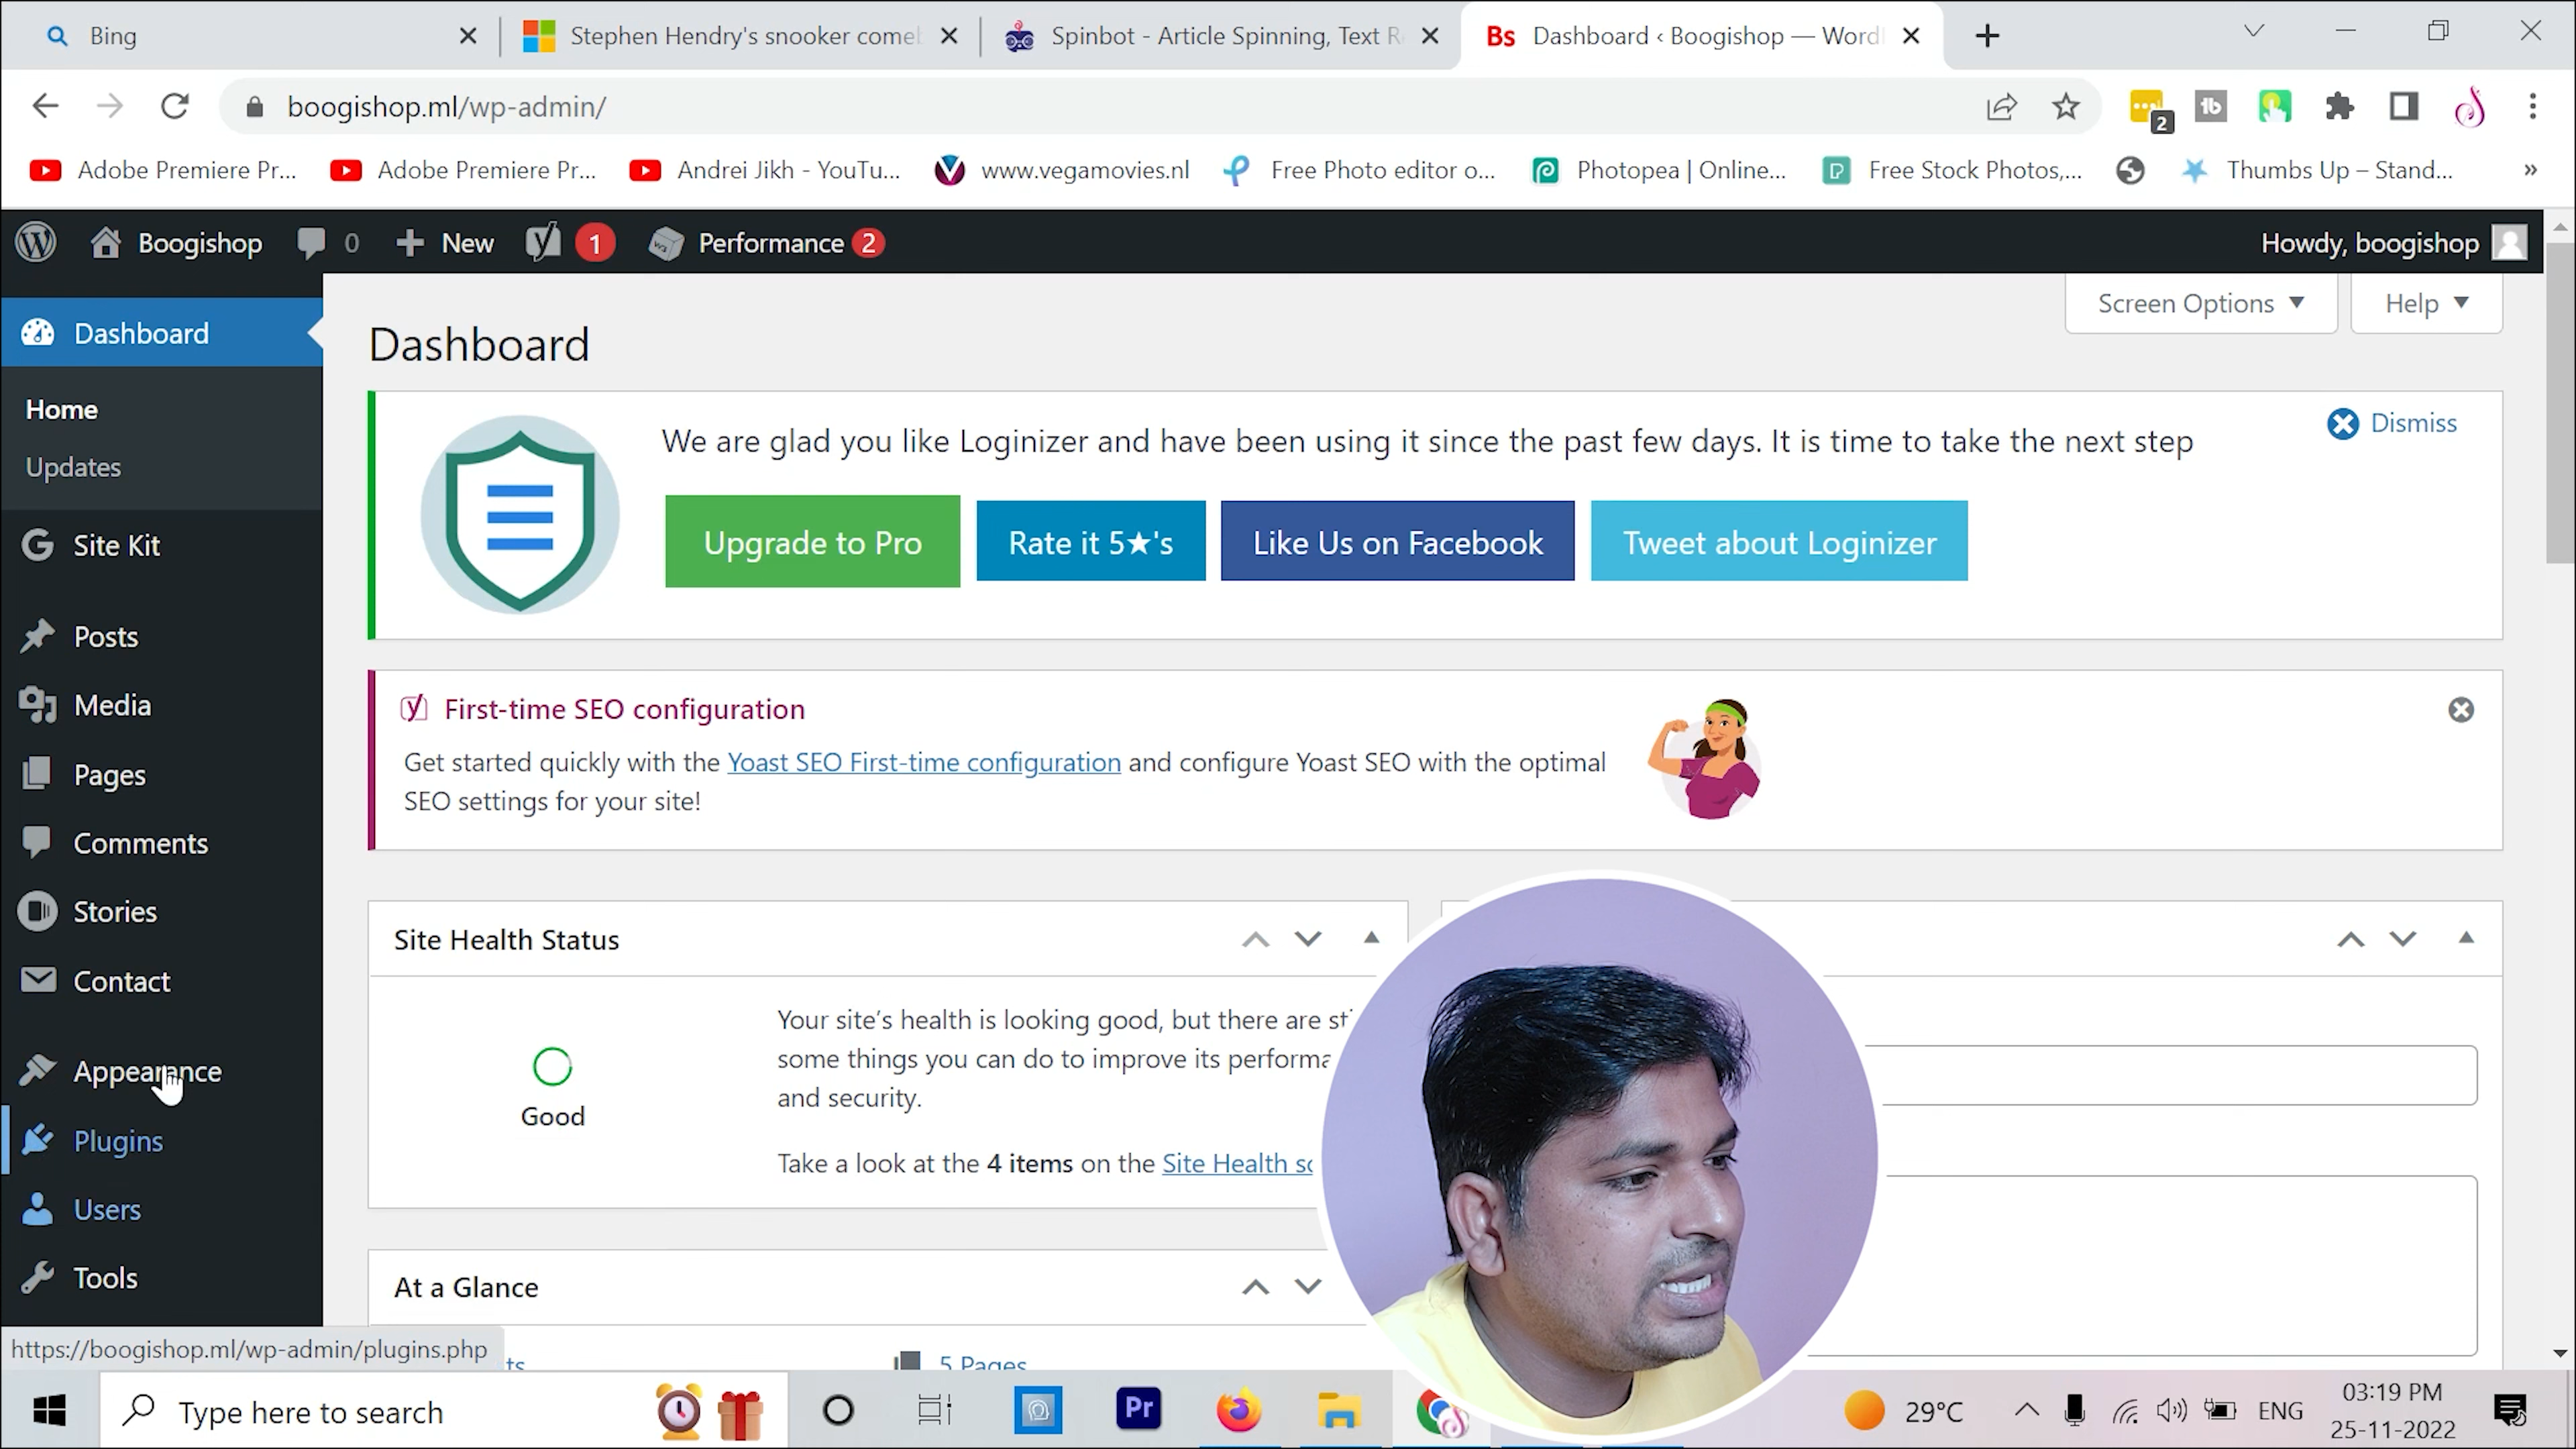 Bing
Stephen Hendry's snooker come
Spinbot - Article Spinning, Text R
Bs Dashboard ‹ Boogishop — Word
boogishop.ml/wp-admin/
2
Adobe Premiere Pr...
Adobe Premiere Pr...
Andrei Jikh - YouTu...
www.vegamovies.nl
Free Photo editor o...
Photopea | Online...
Free Stock Photos,...
Thumbs Up – Stand...
»
Boogishop
0
New
1
Performance 2
Howdy, boogishop
Screen Options
Help
Dashboard
Home
Updates
Site Kit
Posts
Media
Pages
Comments
Stories
Contact
Appearance
Plugins
Users
Tools
Dashboard
We are glad you like Loginizer and have been using it since the past few days. It is time to take the next step
Dismiss
Upgrade to Pro
Rate it 5★'s
Like Us on Facebook
Tweet about Loginizer
First-time SEO configuration
Get started quickly with the Yoast SEO First-time configuration and configure Yoast SEO with the optimal
SEO settings for your site!
Site Health Status
Good
Your site's health is looking good, but there are
some things you can do to improve its performa
and security.
Take a look at the 4 items on the Site Health sc
At a Glance
5 Pages
https://boogishop.ml/wp-admin/plugins.php
Type here to search
Pr
29°C
ENG
03:19 PM
25-11-2022